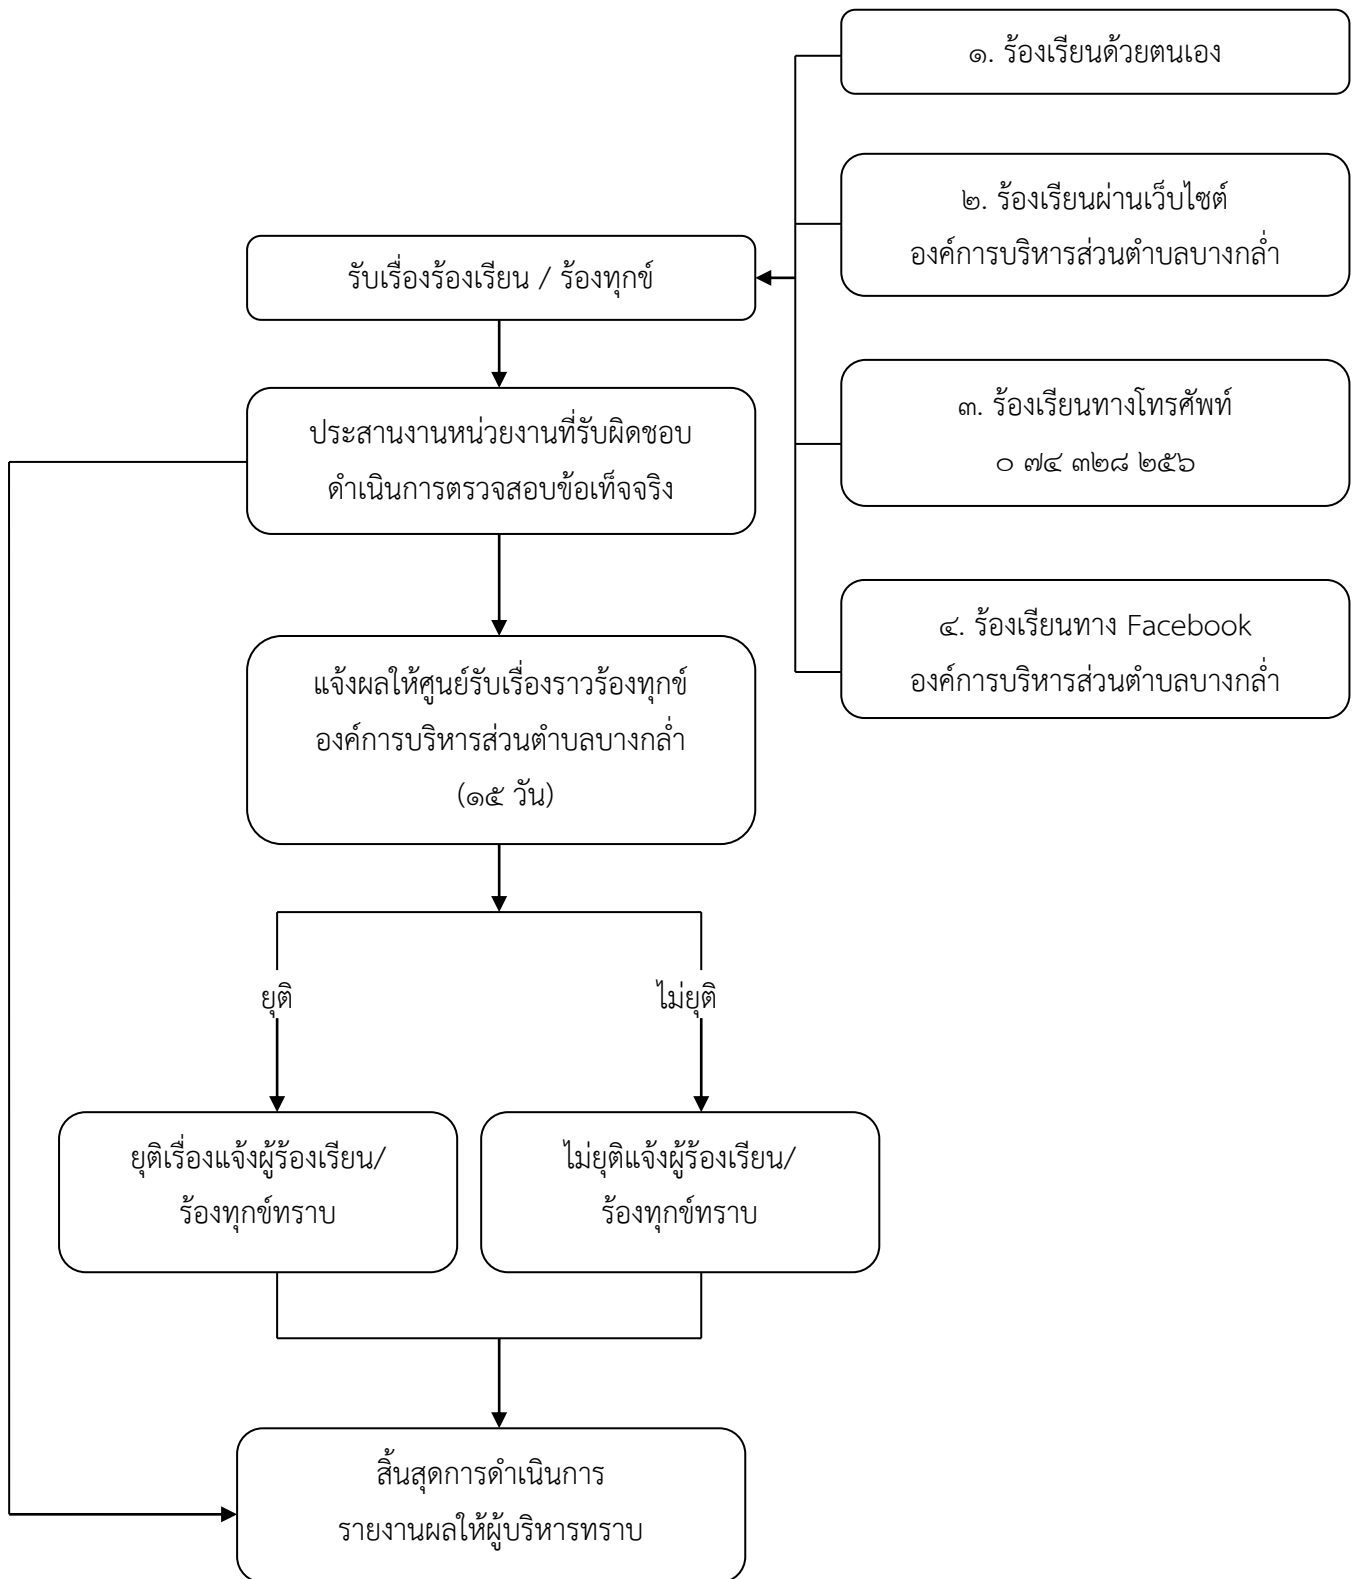 ๑. ร้องเรียนด้วยตนเอง
๒. ร้องเรียนผ่านเว็บไซต์
องค์การบริหารส่วนตำบลบางกล่ำ
รับเรื่องร้องเรียน / ร้องทุกข์
๓. ร้องเรียนทางโทรศัพท์
๐ ๗๔ ๓๒๘ ๒๕๖
ประสานงานหน่วยงานที่รับผิดชอบ
ดำเนินการตรวจสอบข้อเท็จจริง
๔. ร้องเรียนทาง Facebook
องค์การบริหารส่วนตำบลบางกล่ำ
แจ้งผลให้ศูนย์รับเรื่องราวร้องทุกข์
องค์การบริหารส่วนตำบลบางกล่ำ
(๑๕ วัน)
ยุติ
ไม่ยุติ
ยุติเรื่องแจ้งผู้ร้องเรียน/
ร้องทุกข์ทราบ
ไม่ยุติแจ้งผู้ร้องเรียน/
ร้องทุกข์ทราบ
สิ้นสุดการดำเนินการ
รายงานผลให้ผู้บริหารทราบ